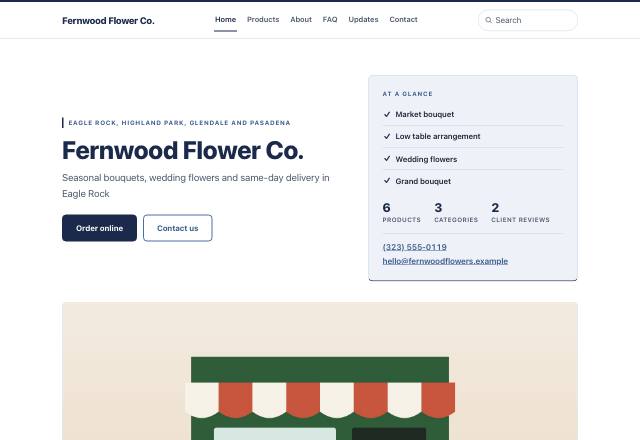 Fernwood Flower Co.
Home Products About FAQ Updates Contact
Search
EAGLE ROCK, HIGHLAND PARK, GLENDALE AND PASADENA
Fernwood Flower Co.
Seasonal bouquets, wedding flowers and same-day delivery in
Eagle Rock
Order online
Contact us
AT A GLANCE
Market bouquet
Low table arrangement
Wedding flowers
Grand bouquet
6 3 2
PRODUCTS CATEGORIES CLIENT REVIEWS
(323) 555-0119
hello@fernwoodflowers.example